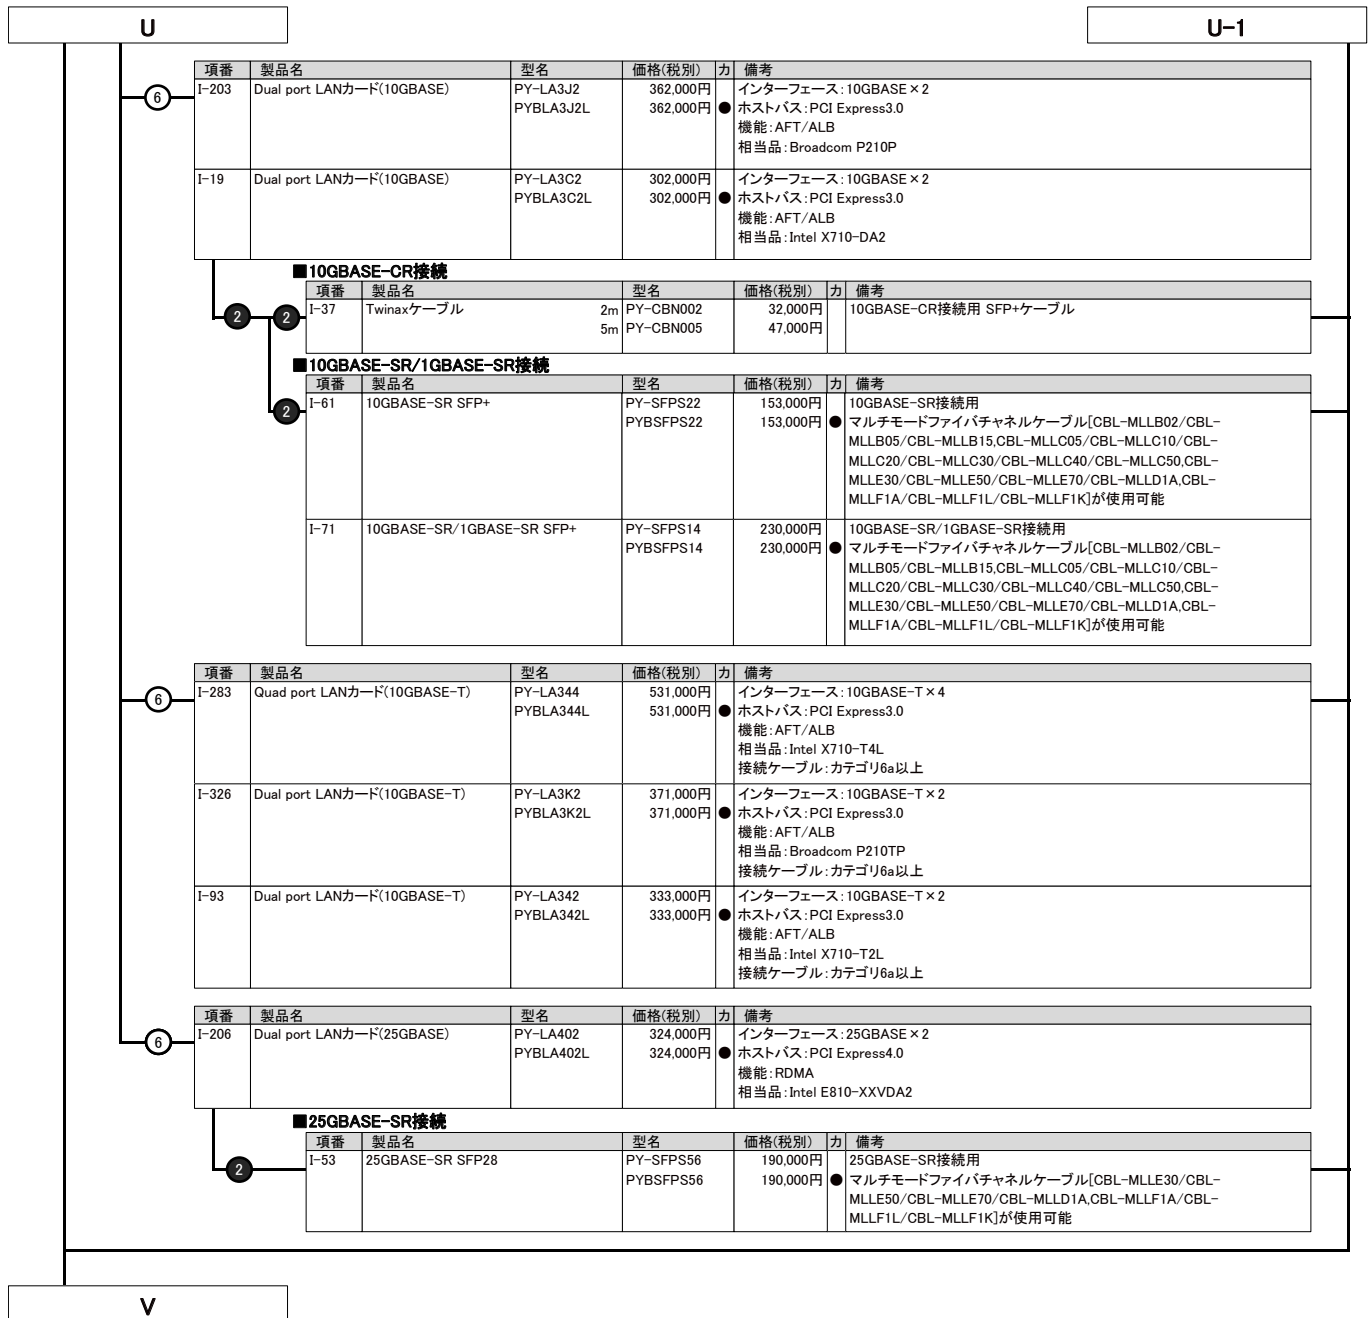 U
U-1
項番 製品名 型名 価格(税別) カ 備考
6
I-203 Dual port LANカード(10GBASE) PY-LA3J2 362,000円 インターフェース:10GBASE×2
PYBLA3J2L 362,000円 ● ホストバス:PCI Express3.0
機能:AFT/ALB
相当品:Broadcom P210P
I-19 Dual port LANカード(10GBASE) PY-LA3C2 302,000円 インターフェース:10GBASE×2
PYBLA3C2L 302,000円 ● ホストバス:PCI Express3.0
機能:AFT/ALB
相当品:Intel X710-DA2
■10GBASE-CR接続
項番 製品名 型名 価格(税別) カ 備考
2 2
I-37 Twinaxケーブル 2m PY-CBN002 32,000円 10GBASE-CR接続用 SFP+ケーブル
5m PY-CBN005 47,000円
■10GBASE-SR/1GBASE-SR接続
項番 製品名 型名 価格(税別) カ 備考
2
I-61 10GBASE-SR SFP+ PY-SFPS22 153,000円 10GBASE-SR接続用
PYBSFPS22 153,000円 ● マルチモードファイバチャネルケーブル[CBL-MLLB02/CBL-
MLLB05/CBL-MLLB15,CBL-MLLC05/CBL-MLLC10/CBL-
MLLC20/CBL-MLLC30/CBL-MLLC40/CBL-MLLC50,CBL-
MLLE30/CBL-MLLE50/CBL-MLLE70/CBL-MLLD1A,CBL-
MLLF1A/CBL-MLLF1L/CBL-MLLF1K]が使用可能
I-71 10GBASE-SR/1GBASE-SR SFP+ PY-SFPS14 230,000円 10GBASE-SR/1GBASE-SR接続用
PYBSFPS14 230,000円 ● マルチモードファイバチャネルケーブル[CBL-MLLB02/CBL-
MLLB05/CBL-MLLB15,CBL-MLLC05/CBL-MLLC10/CBL-
MLLC20/CBL-MLLC30/CBL-MLLC40/CBL-MLLC50,CBL-
MLLE30/CBL-MLLE50/CBL-MLLE70/CBL-MLLD1A,CBL-
MLLF1A/CBL-MLLF1L/CBL-MLLF1K]が使用可能
項番 製品名 型名 価格(税別) カ 備考
6
I-283 Quad port LANカード(10GBASE-T) PY-LA344 531,000円 インターフェース:10GBASE-T×4
PYBLA344L 531,000円 ● ホストバス:PCI Express3.0
機能:AFT/ALB
相当品:Intel X710-T4L
接続ケーブル:カテゴリ6a以上
I-326 Dual port LANカード(10GBASE-T) PY-LA3K2 371,000円 インターフェース:10GBASE-T×2
PYBLA3K2L 371,000円 ● ホストバス:PCI Express3.0
機能:AFT/ALB
相当品:Broadcom P210TP
接続ケーブル:カテゴリ6a以上
I-93 Dual port LANカード(10GBASE-T) PY-LA342 333,000円 インターフェース:10GBASE-T×2
PYBLA342L 333,000円 ● ホストバス:PCI Express3.0
機能:AFT/ALB
相当品:Intel X710-T2L
接続ケーブル:カテゴリ6a以上
項番 製品名 型名 価格(税別) カ 備考
6
I-206 Dual port LANカード(25GBASE) PY-LA402 324,000円 インターフェース:25GBASE×2
PYBLA402L 324,000円 ● ホストバス:PCI Express4.0
機能:RDMA
相当品:Intel E810-XXVDA2
■25GBASE-SR接続
項番 製品名 型名 価格(税別) カ 備考
2
I-53 25GBASE-SR SFP28 PY-SFPS56 190,000円 25GBASE-SR接続用
PYBSFPS56 190,000円 ● マルチモードファイバチャネルケーブル[CBL-MLLE30/CBL-
MLLE50/CBL-MLLE70/CBL-MLLD1A,CBL-MLLF1A/CBL-
MLLF1L/CBL-MLLF1K]が使用可能
V